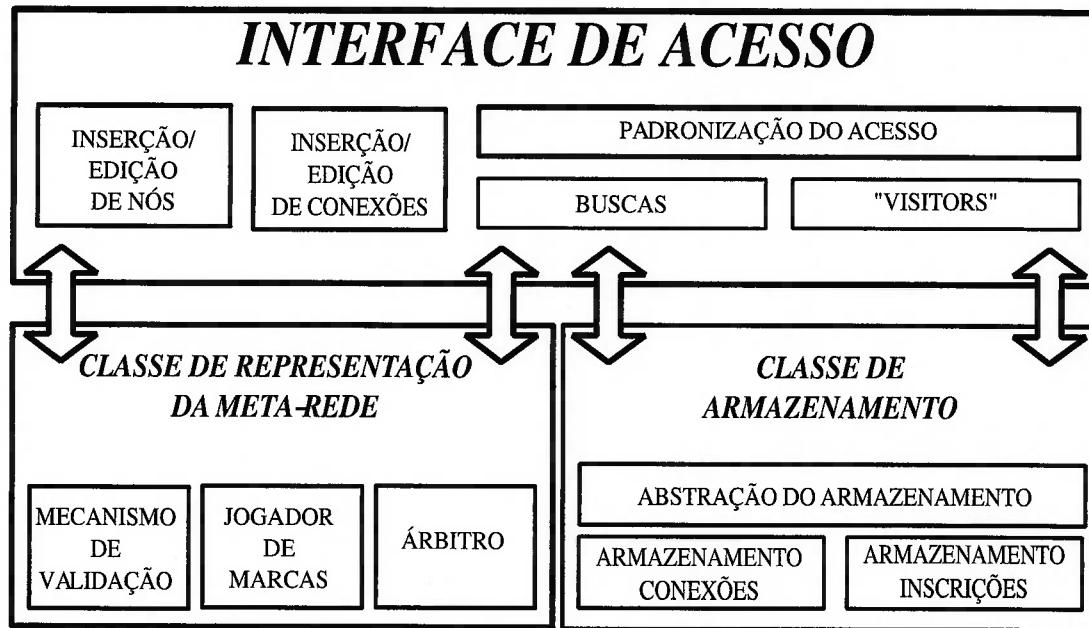 INTERFACE DE ACESSO
INSERÇÃO/
EDIÇÃO
DE NÓS
INSERÇÃO/
EDIÇÃO
DE CONEXÕES
PADRONIZAÇÃO DO ACESSO
BUSCAS
"VISITORS"
CLASSE DE REPRESENTAÇÃO
DA META-REDE
MECANISMO
DE
VALIDAÇÃO
JOGADOR
DE
MARCAS
ÁRBITRO
CLASSE DE
ARMAZENAMENTO
ABSTRAÇÃO DO ARMAZENAMENTO
ARMAZENAMENTO
CONEXÕES
ARMAZENAMENTO
INSCRIÇÕES